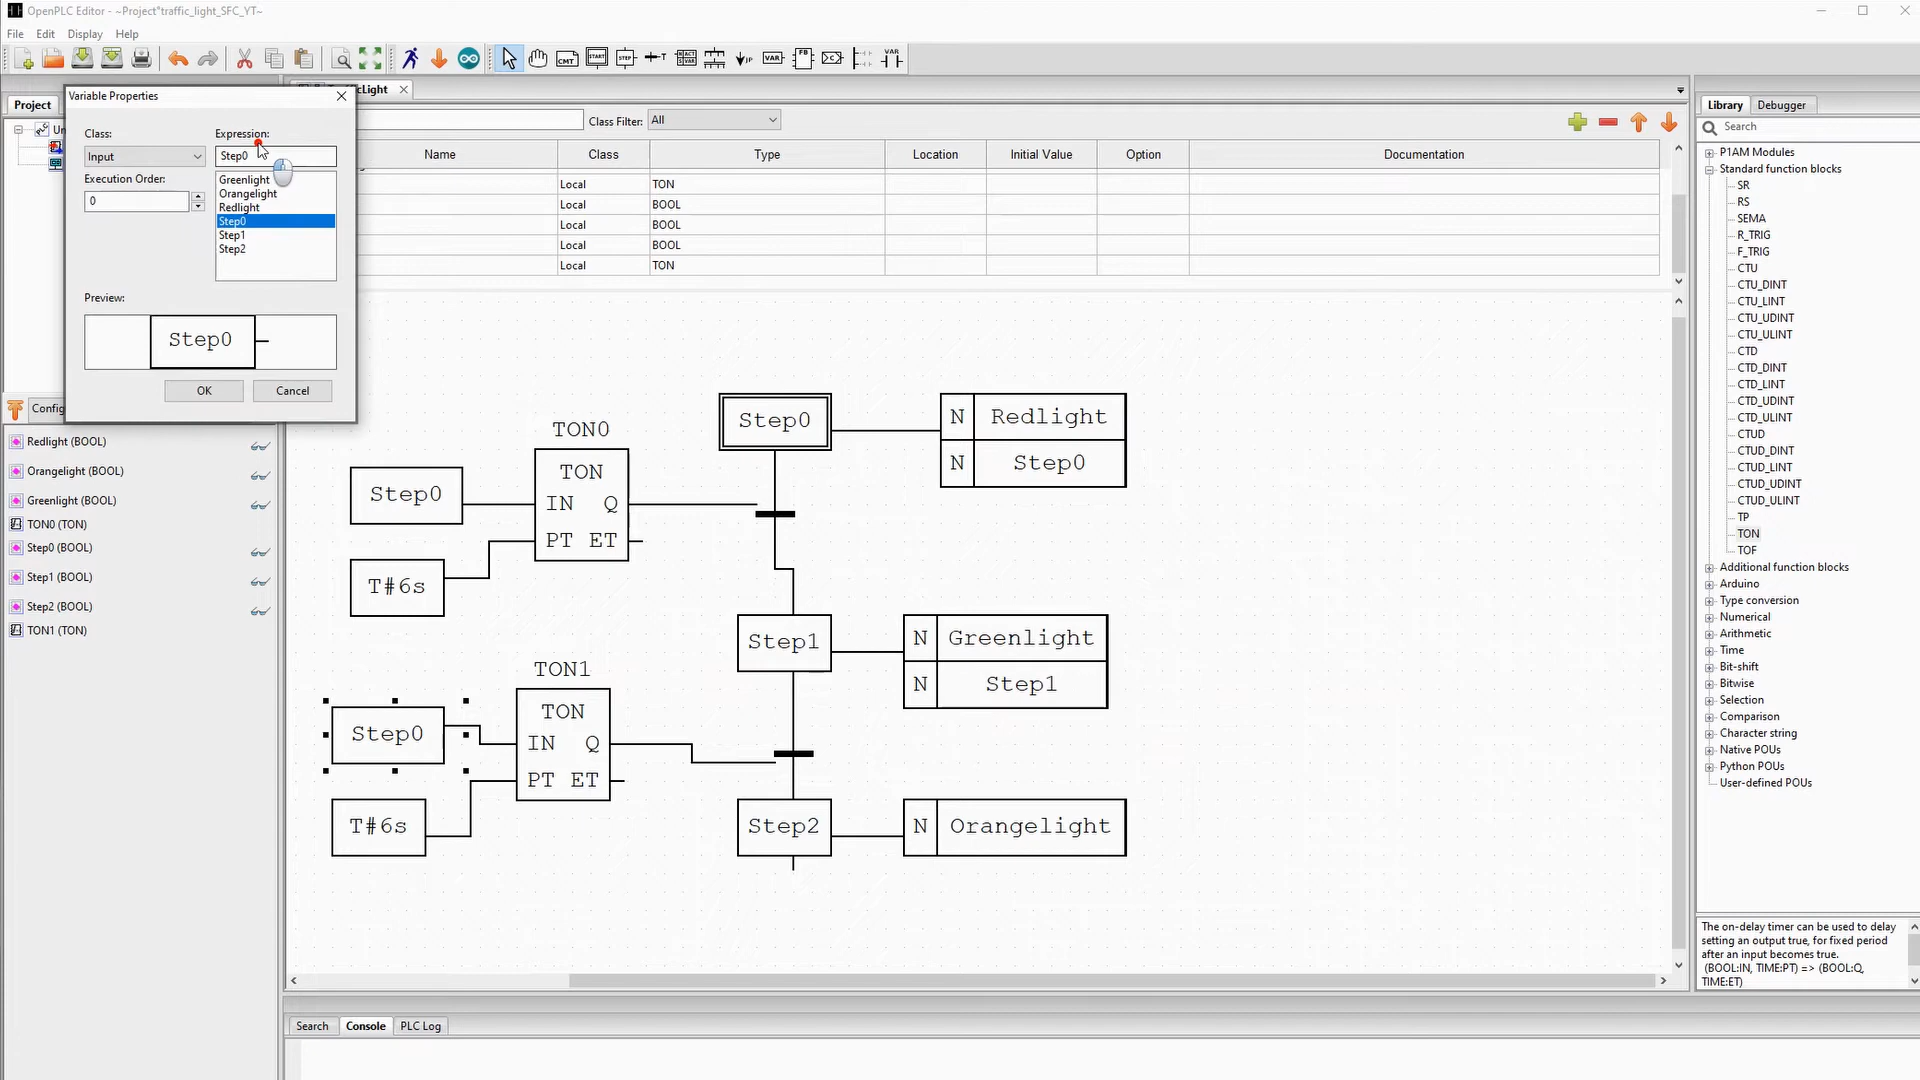 OpenPLC Editor - ~Project*traffic_light_SFC_YT~
File Edit Display Help
CMT START STEP VAR FB VAR
Variable Properties
Class: Expression:
Input Step0
Execution Order:
0
Greenlight
Orangelight
Redlight
Step0
Step1
Step2
Preview:
Step0
OK Cancel
Project
Config
Redlight (BOOL)
Orangelight (BOOL)
Greenlight (BOOL)
TON0 (TON)
Step0 (BOOL)
Step1 (BOOL)
Step2 (BOOL)
TON1 (TON)
Light
Class Filter: All
Name Class Type Location Initial Value Option Documentation
Local TON
Local BOOL
Local BOOL
Local BOOL
Local TON
TON0
Step0
T#6s
TON
IN Q
PT ET
Step0
N Redlight
N Step0
Step1
N Greenlight
N Step1
TON1
Step0
T#6s
TON
IN Q
PT ET
Step2
N Orangelight
Search Console PLC Log
Library Debugger
Search
P1AM Modules
Standard function blocks
SR
RS
SEMA
R_TRIG
F_TRIG
CTU
CTU_DINT
CTU_LINT
CTU_UDINT
CTU_ULINT
CTD
CTD_DINT
CTD_LINT
CTD_UDINT
CTD_ULINT
CTUD
CTUD_DINT
CTUD_LINT
CTUD_UDINT
CTUD_ULINT
TP
TON
TOF
Additional function blocks
Arduino
Type conversion
Numerical
Arithmetic
Time
Bit-shift
Bitwise
Selection
Comparison
Character string
Native POUs
Python POUs
User-defined POUs
The on-delay timer can be used to delay
setting an output true, for fixed period
after an input becomes true.
(BOOL:IN, TIME:PT) => (BOOL:Q,
TIME:ET)